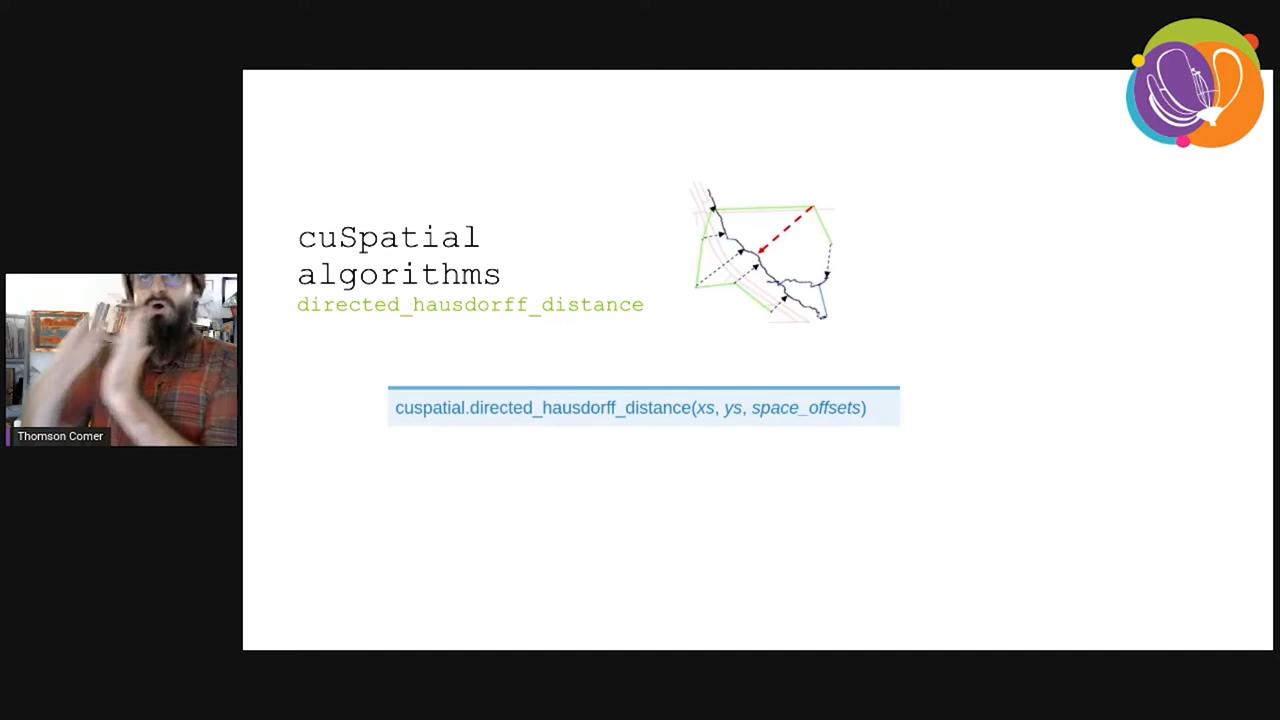 cuSpatial
algorithms
directed_hausdorff_distance
cuspatial.directed_hausdorff_distance(xs, ys, space_offsets)
Thomson Comer